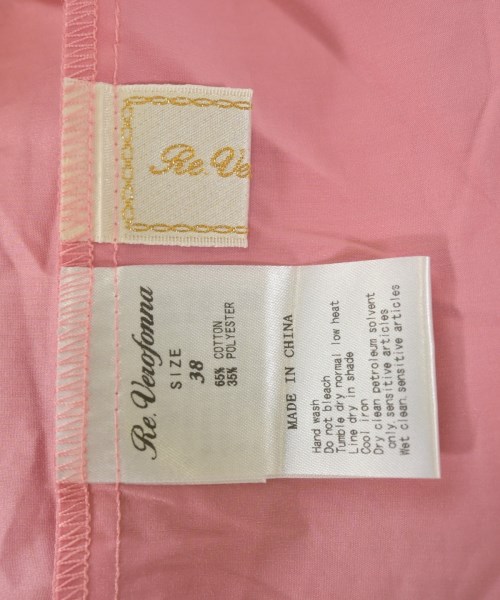 Re.Ve
Re.Verofonna
SIZE
38
65% COTTON
35% POLYESTER
MADE IN CHINA
Hand wash
Do not bleach
Tumble dry normal low heat
Line dry in shade
Cool iron
Dry clean petroleum solvent
only sensitive articles
Wet clean sensitive articles